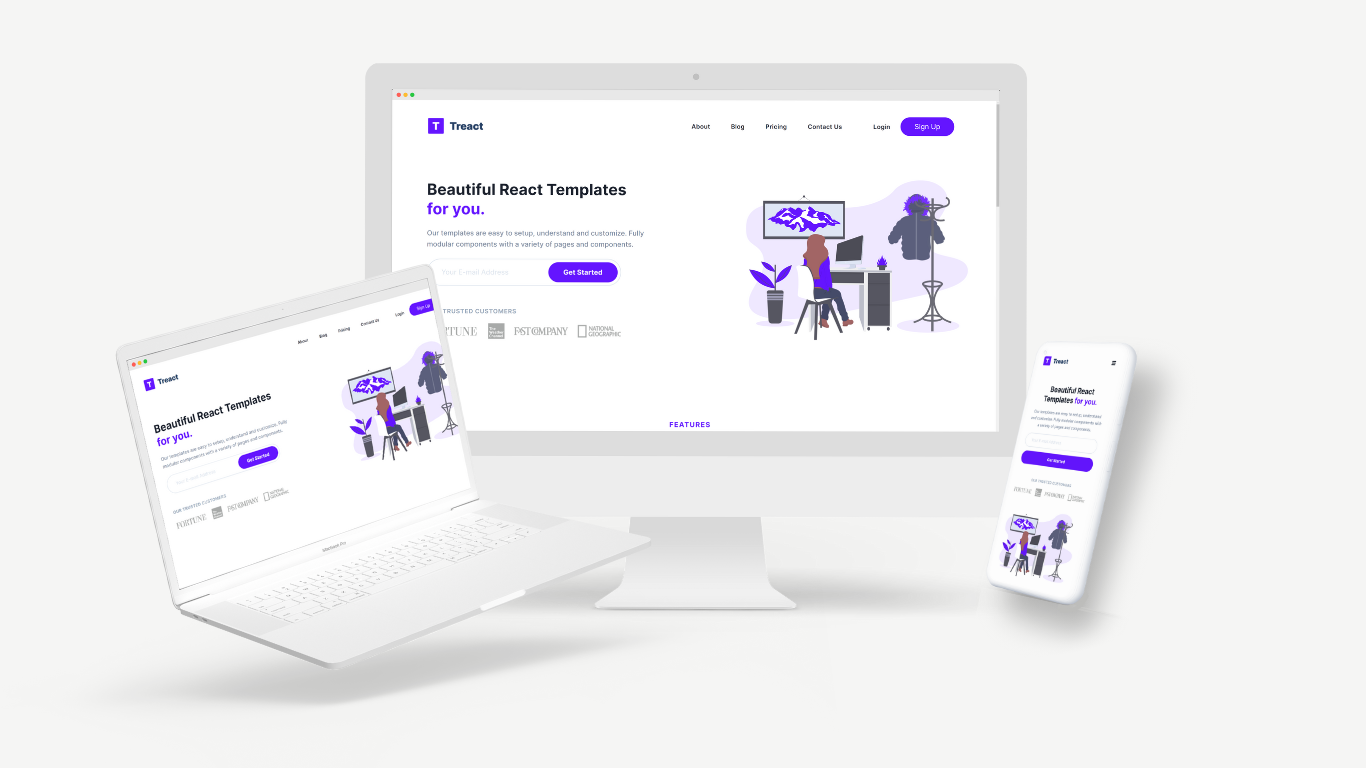 Treact
About Blog Pricing Contact Us Login Sign Up
Beautiful React Templates
for you.
Our templates are easy to setup, understand and customize. Fully
modular components with a variety of pages and components.
Your E-mail Address Get Started
TRUSTED CUSTOMERS
TUNE FAST COMPANY NATIONAL
GEOGRAPHIC
FEATURES
About Blog Pricing Contact Us Login Sign Up
Treact
Beautiful React Templates
for you.
Our templates are easy to setup, understand and customize. Fully
modular components with a variety of pages and components.
Your E-mail Address Get Started
OUR TRUSTED CUSTOMERS
FORTUNE FAST COMPANY NATIONAL
GEOGRAPHIC
MacBook Pro
Treact
Beautiful React
Templates for you.
Our templates are easy to setup, understand
and customize. Fully modular components with
a variety of pages and components.
Get Started
OUR TRUSTED CUSTOMERS
FORTUNE FAST COMPANY